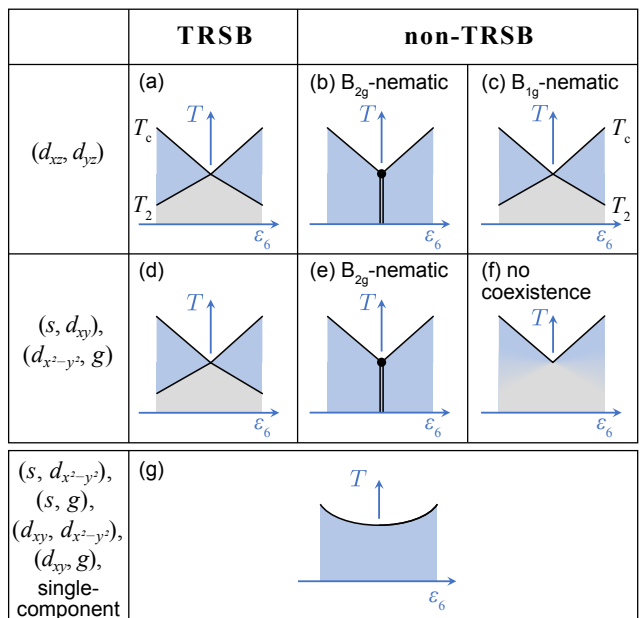 TRSB non-TRSB
(d_xz, d_yz)
(a)
T
T_c
T_2
ε_6
(b) B_2g-nematic
T
ε_6
(c) B_1g-nematic
T
T_c
T_2
ε_6
(s, d_xy),
(d_x²−y², g)
(d)
T
ε_6
(e) B_2g-nematic
T
ε_6
(f) no
coexistence
T
ε_6
(s, d_x²−y²),
(s, g),
(d_xy, d_x²−y²),
(d_xy, g),
single-
component
(g)
T
ε_6